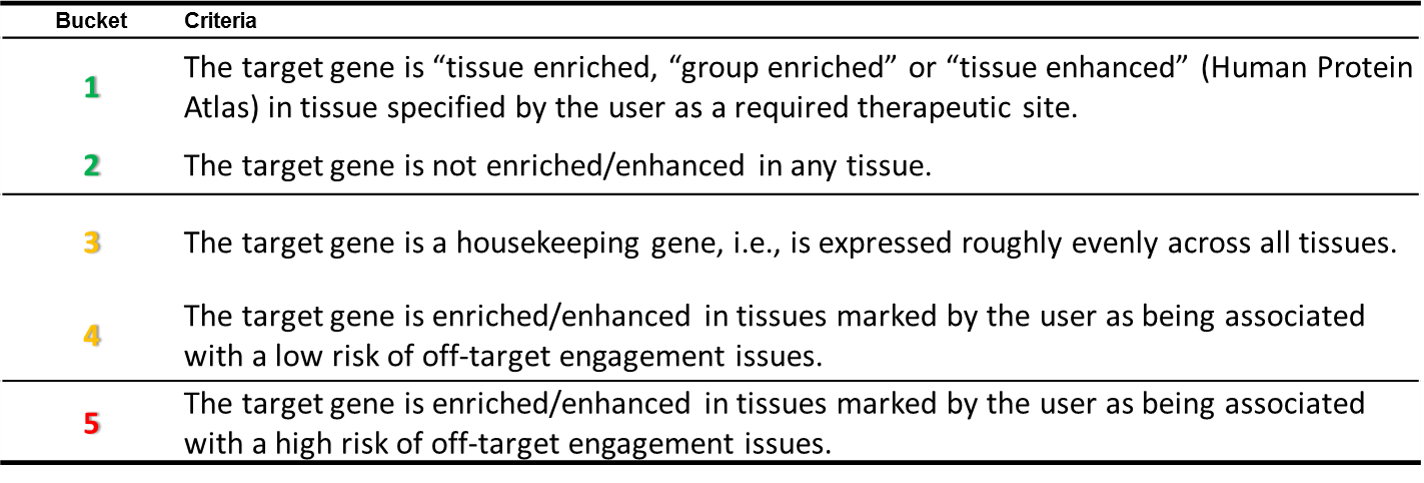 Bucket Criteria
1 The target gene is “tissue enriched, “group enriched” or “tissue enhanced” (Human Protein
Atlas) in tissue specified by the user as a required therapeutic site.
2 The target gene is not enriched/enhanced in any tissue.
3 The target gene is a housekeeping gene, i.e., is expressed roughly evenly across all tissues.
4 The target gene is enriched/enhanced in tissues marked by the user as being associated
with a low risk of off-target engagement issues.
5 The target gene is enriched/enhanced in tissues marked by the user as being associated
with a high risk of off-target engagement issues.